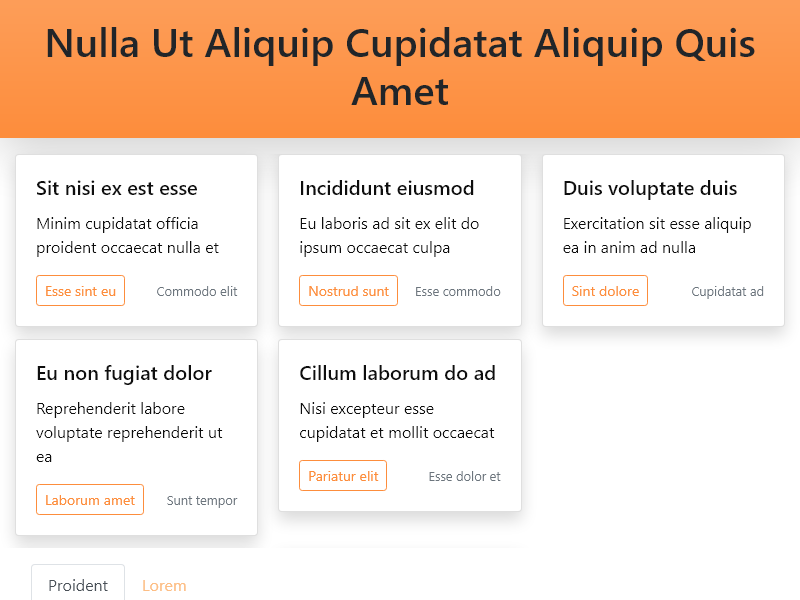 Nulla Ut Aliquip Cupidatat Aliquip Quis
Amet
Sit nisi ex est esse
Minim cupidatat officia
proident occaecat nulla et
Esse sint eu
Commodo elit
Incididunt eiusmod
Eu laboris ad sit ex elit do
ipsum occaecat culpa
Nostrud sunt
Esse commodo
Duis voluptate duis
Exercitation sit esse aliquip
ea in anim ad nulla
Sint dolore
Cupidatat ad
Eu non fugiat dolor
Reprehenderit labore
voluptate reprehenderit ut
ea
Laborum amet
Sunt tempor
Cillum laborum do ad
Nisi excepteur esse
cupidatat et mollit occaecat
Pariatur elit
Esse dolor et
Proident
Lorem